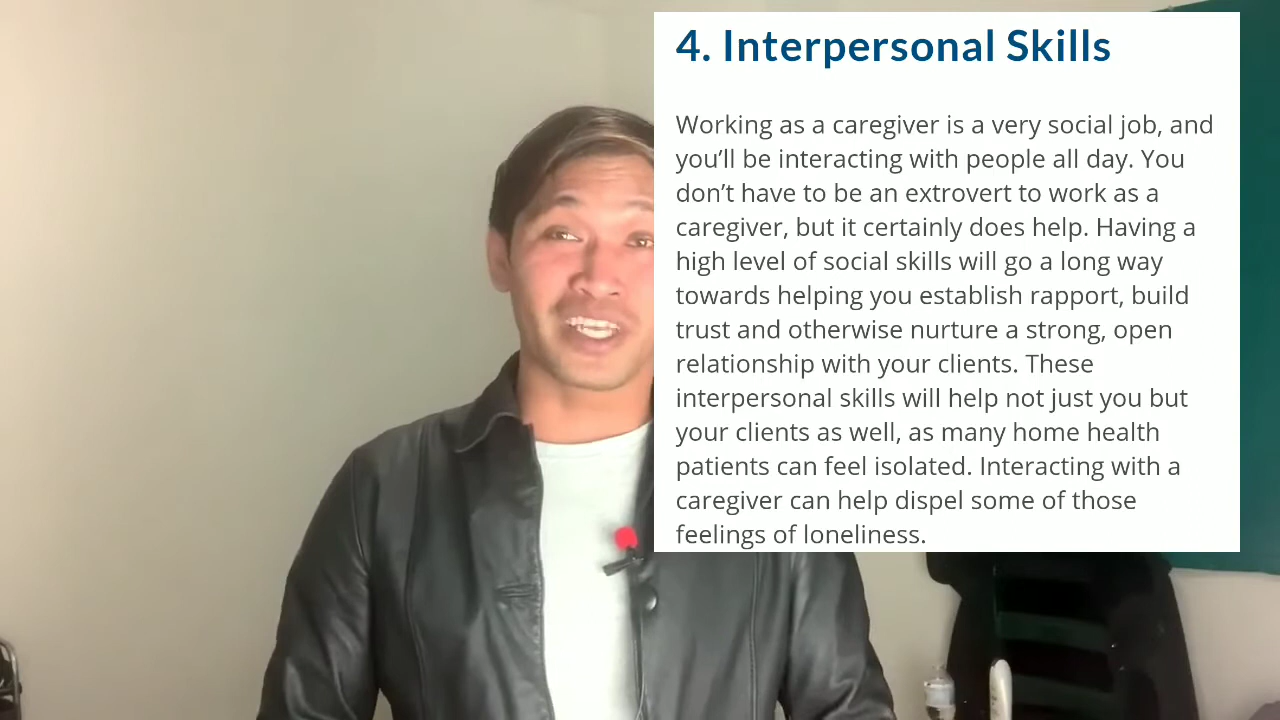 4. Interpersonal Skills
Working as a caregiver is a very social job, and
you’ll be interacting with people all day. You
don’t have to be an extrovert to work as a
caregiver, but it certainly does help. Having a
high level of social skills will go a long way
towards helping you establish rapport, build
trust and otherwise nurture a strong, open
relationship with your clients. These
interpersonal skills will help not just you but
your clients as well, as many home health
patients can feel isolated. Interacting with a
caregiver can help dispel some of those
feelings of loneliness.